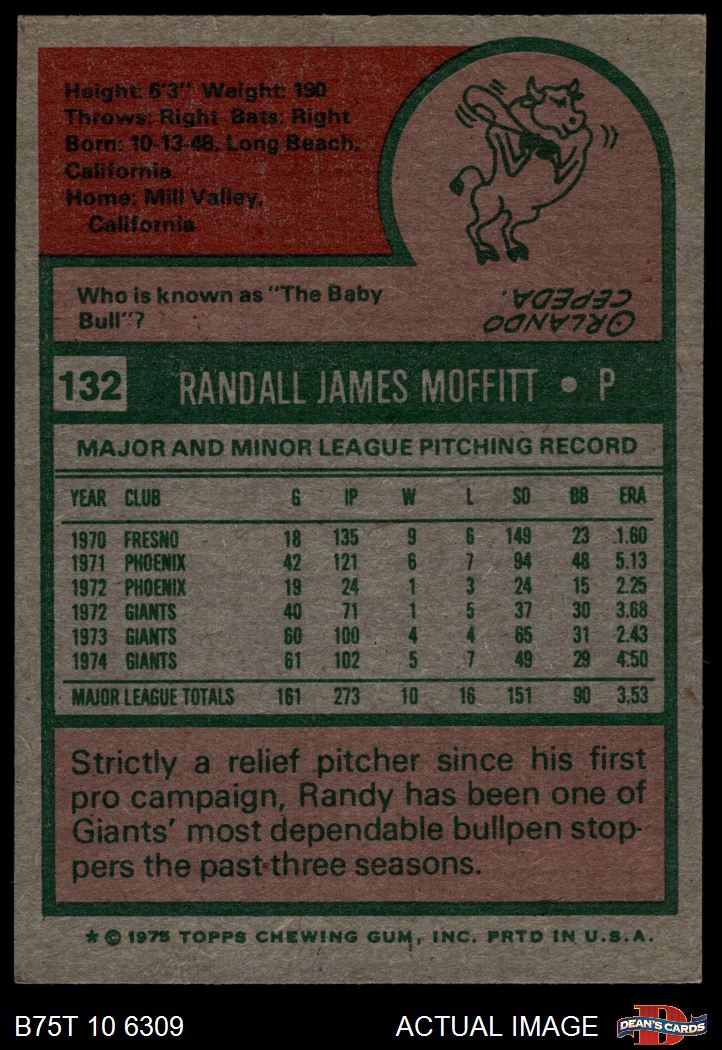 Height: 6'3" Weight: 190
Throws: Right Bats: Right
Born: 10-13-48, Long Beach,
California
Home: Mill Valley,
California
Who is known as "The Baby
Bull"?
ORLANDO
CEPEDA.
132 RANDALL JAMES MOFFITT • P
MAJOR AND MINOR LEAGUE PITCHING RECORD
YEAR CLUB G IP W L SO BB ERA
1970 FRESNO 18 135 9 6 149 23 1.60
1971 PHOENIX 42 121 6 7 94 48 5.13
1972 PHOENIX 19 24 1 3 24 15 2.25
1972 GIANTS 40 71 1 5 37 30 3.68
1973 GIANTS 60 100 4 4 65 31 2.43
1974 GIANTS 61 102 5 7 49 29 4.50
MAJOR LEAGUE TOTALS 161 273 10 16 151 90 3.53
Strictly a relief pitcher since his first
pro campaign, Randy has been one of
Giants' most dependable bullpen stop-
pers the past three seasons.
* © 1975 TOPPS CHEWING GUM, INC. PRTD IN U.S.A.
B75T 10 6309 ACTUAL IMAGE D DEAN'S CARDS